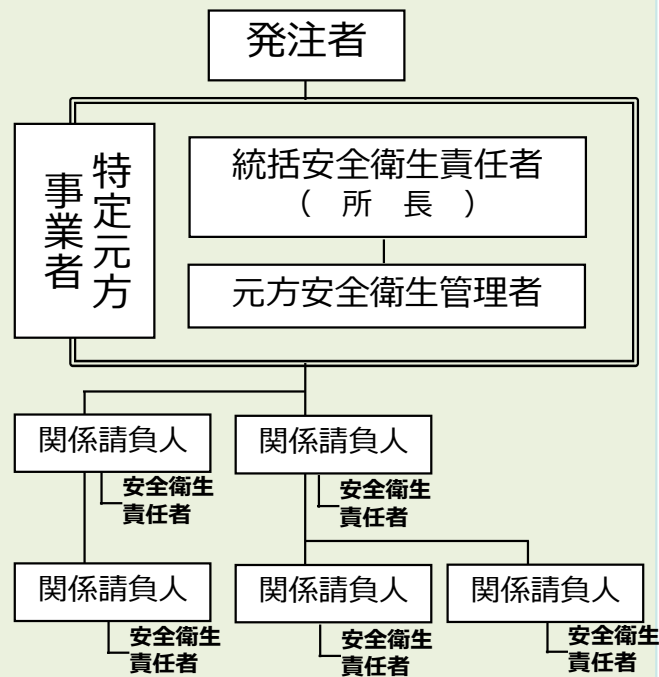 発注者
特定元方
事業者
統括安全衛生責任者
（　所　長　）
元方安全衛生管理者
関係請負人
関係請負人
安全衛生
責任者
安全衛生
責任者
関係請負人
関係請負人
関係請負人
安全衛生
責任者
安全衛生
責任者
安全衛生
責任者